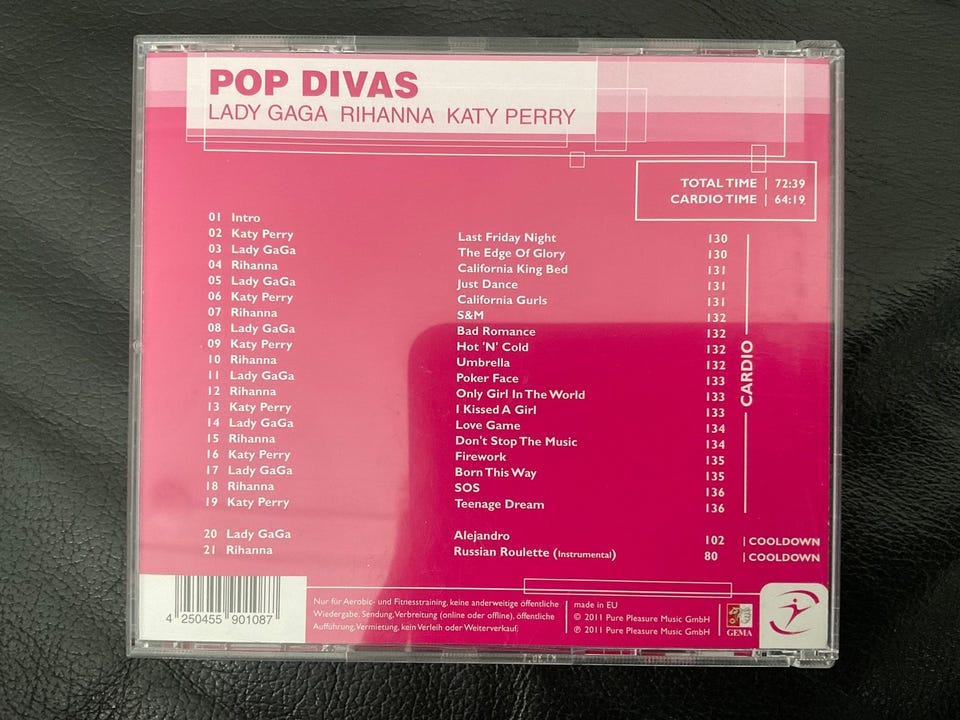 POP DIVAS
LADY GAGA RIHANNA KATY PERRY
TOTAL TIME | 72:39
CARDIO TIME | 64:19
01 Intro
02 Katy Perry Last Friday Night 130
03 Lady GaGa The Edge Of Glory 130
04 Rihanna California King Bed 131
05 Lady GaGa Just Dance 131
06 Katy Perry California Gurls 131
07 Rihanna S&M 132
08 Lady GaGa Bad Romance 132
09 Katy Perry Hot 'N' Cold 132
10 Rihanna Umbrella 132
11 Lady GaGa Poker Face 133
12 Rihanna Only Girl In The World 133
13 Katy Perry I Kissed A Girl 133
14 Lady GaGa Love Game 134
15 Rihanna Don't Stop The Music 134
16 Katy Perry Firework 135
17 Lady GaGa Born This Way 135
18 Rihanna SOS 136
19 Katy Perry Teenage Dream 136
CARDIO
20 Lady GaGa Alejandro 102 | COOLDOWN
21 Rihanna Russian Roulette (Instrumental) 80 | COOLDOWN
4 250455 901087
Nur für Aerobic- und Fitnesstraining, keine anderweitige öffentliche
Wiedergabe, Sendung, Verbreitung (online oder offline), öffentliche
Aufführung, Vermietung, kein Verleih oder Weiterverkauf.
made in EU
© 2011 Pure Pleasure Music GmbH
℗ 2011 Pure Pleasure Music GmbH
GEMA